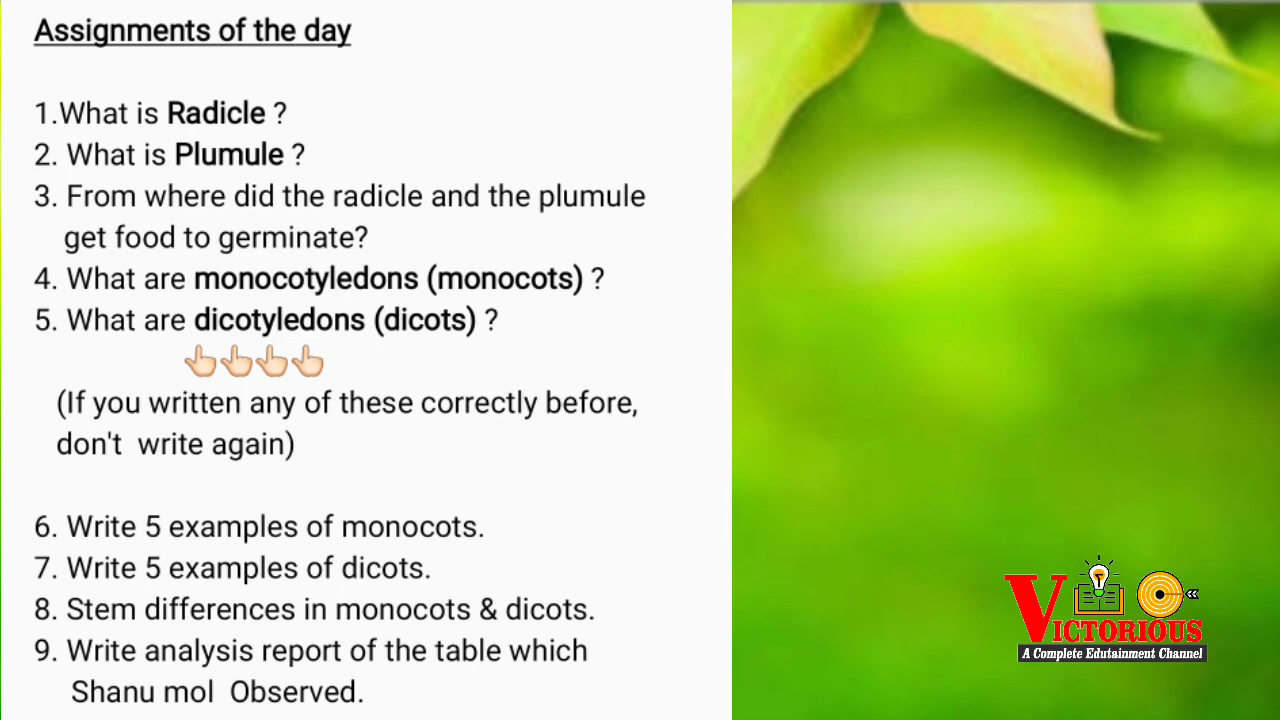 Assignments of the day
1.What is Radicle ?
2. What is Plumule ?
3. From where did the radicle and the plumule
get food to germinate?
4. What are monocotyledons (monocots) ?
5. What are dicotyledons (dicots) ?
👆🏻👆🏻👆🏻👆🏻
(If you written any of these correctly before,
don't write again)
6. Write 5 examples of monocots.
7. Write 5 examples of dicots.
8. Stem differences in monocots & dicots.
9. Write analysis report of the table which
Shanu mol Observed.
VICTORIOUS
A Complete Edutainment Channel